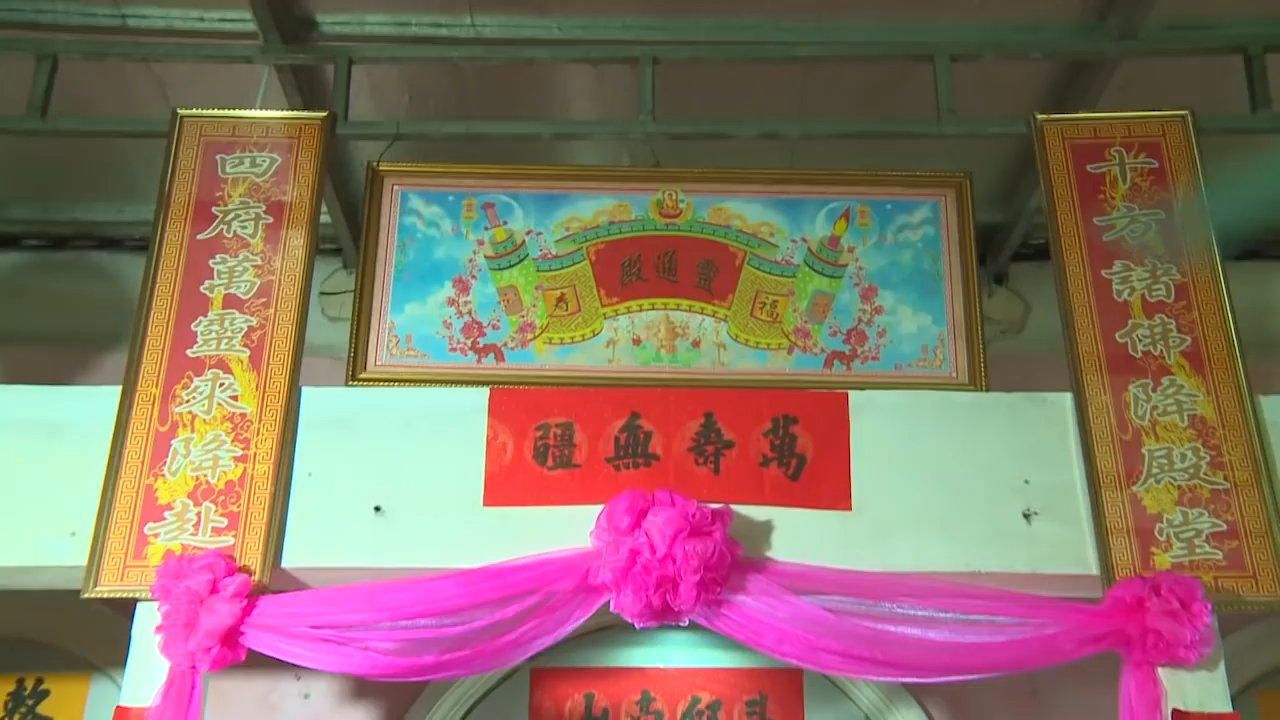 十方諸佛降殿堂
四府萬靈來降赴
靈通殿
福
寿
萬壽無疆